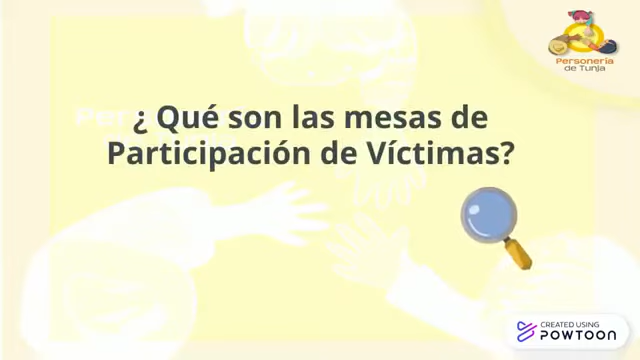 Personería
de Tunja
¿ Qué son las mesas de
Participación de Víctimas?
CREATED USING
POWTOON